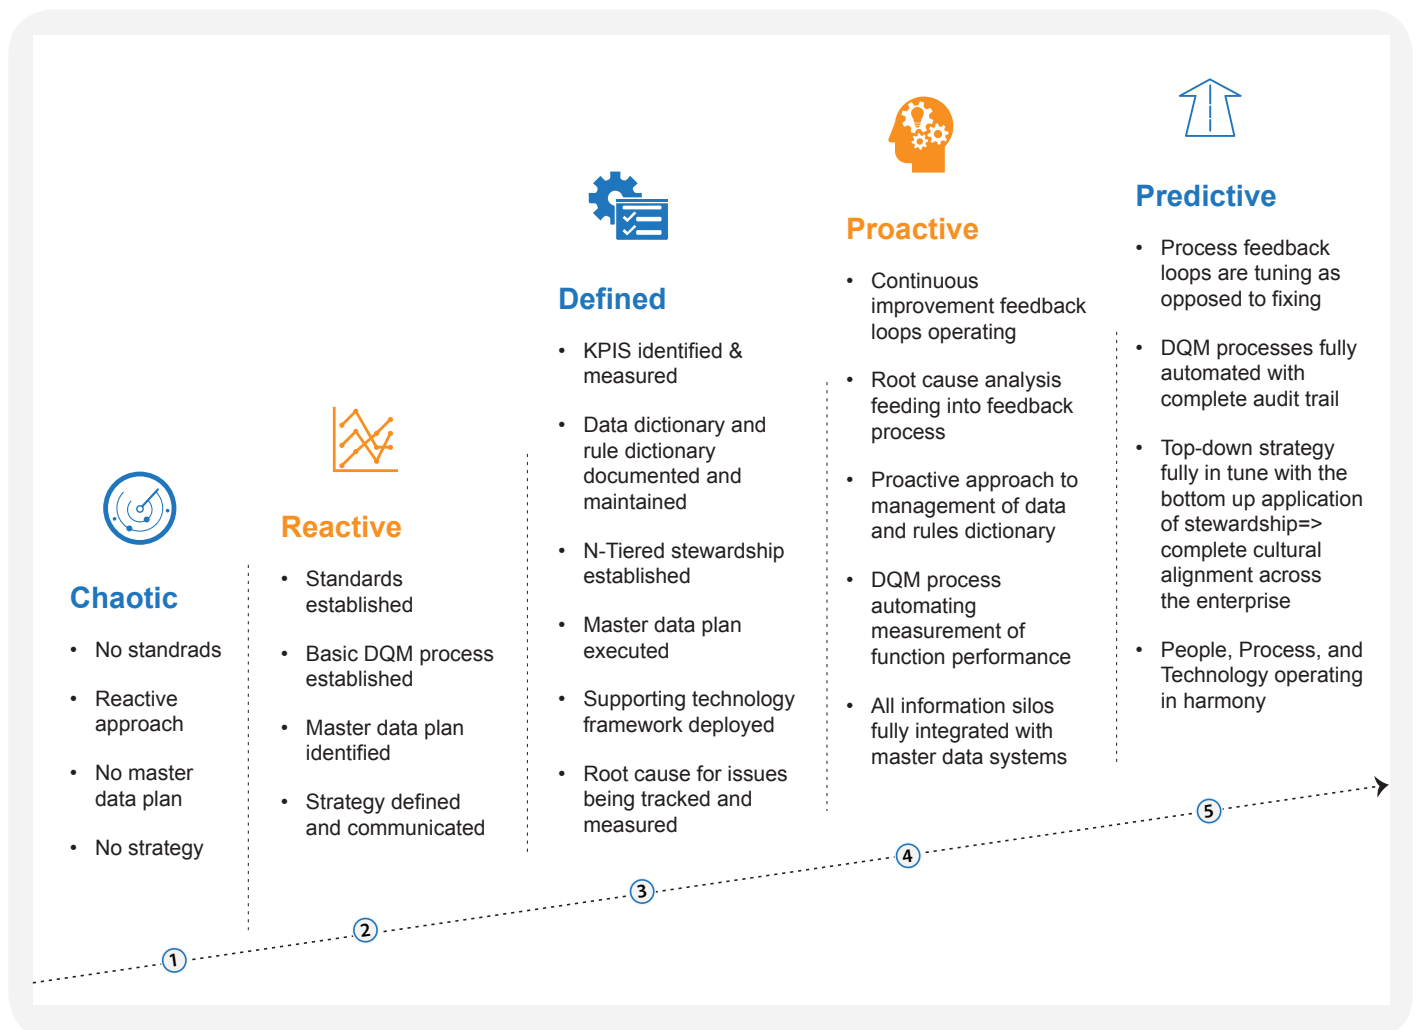 Chaotic
• No standrads
• Reactive
approach
• No master
data plan
• No strategy
Reactive
• Standards
established
• Basic DQM process
established
• Master data plan
identified
• Strategy defined
and communicated
Defined
• KPIS identified &
measured
• Data dictionary and
rule dictionary
documented and
maintained
• N-Tiered stewardship
established
• Master data plan
executed
• Supporting technology
framework deployed
• Root cause for issues
being tracked and
measured
Proactive
• Continuous
improvement feedback
loops operating
• Root cause analysis
feeding into feedback
process
• Proactive approach to
management of data
and rules dictionary
• DQM process
automating
measurement of
function performance
• All information silos
fully integrated with
master data systems
Predictive
• Process feedback
loops are tuning as
opposed to fixing
• DQM processes fully
automated with
complete audit trail
• Top-down strategy
fully in tune with the
bottom up application
of stewardship=>
complete cultural
alignment across
the enterprise
• People, Process, and
Technology operating
in harmony
1
2
3
4
5